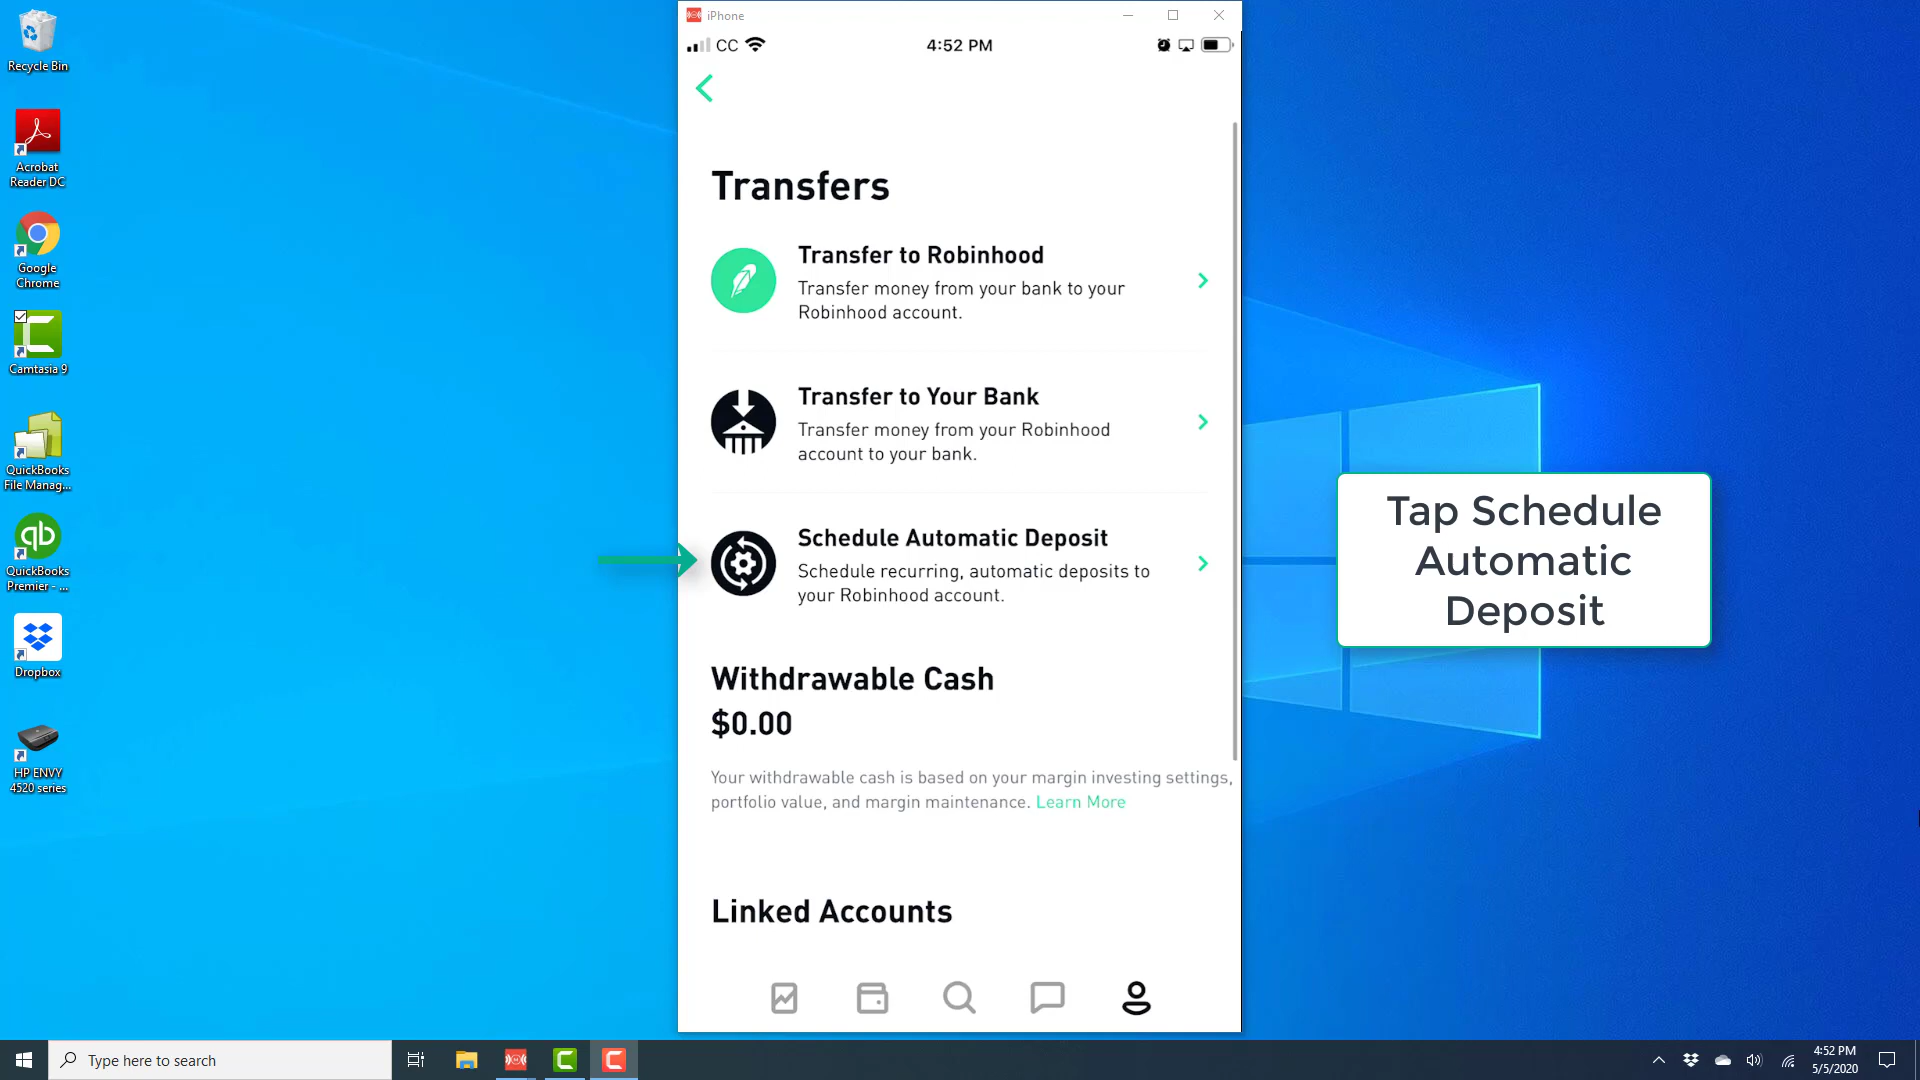 Recycle Bin
Acrobat
Reader DC
Google
Chrome
Camtasia 9
QuickBooks
File Manag...
QuickBooks
Premier - ...
Dropbox
HP ENVY
4520 series
iPhone
CC
4:52 PM
Transfers
Transfer to Robinhood
Transfer money from your bank to your
Robinhood account.
Transfer to Your Bank
Transfer money from your Robinhood
account to your bank.
Schedule Automatic Deposit
Schedule recurring, automatic deposits to
your Robinhood account.
Withdrawable Cash
$0.00
Your withdrawable cash is based on your margin investing settings,
portfolio value, and margin maintenance. Learn More
Linked Accounts
Tap Schedule
Automatic
Deposit
qb
Type here to search
4:52 PM
5/5/2020